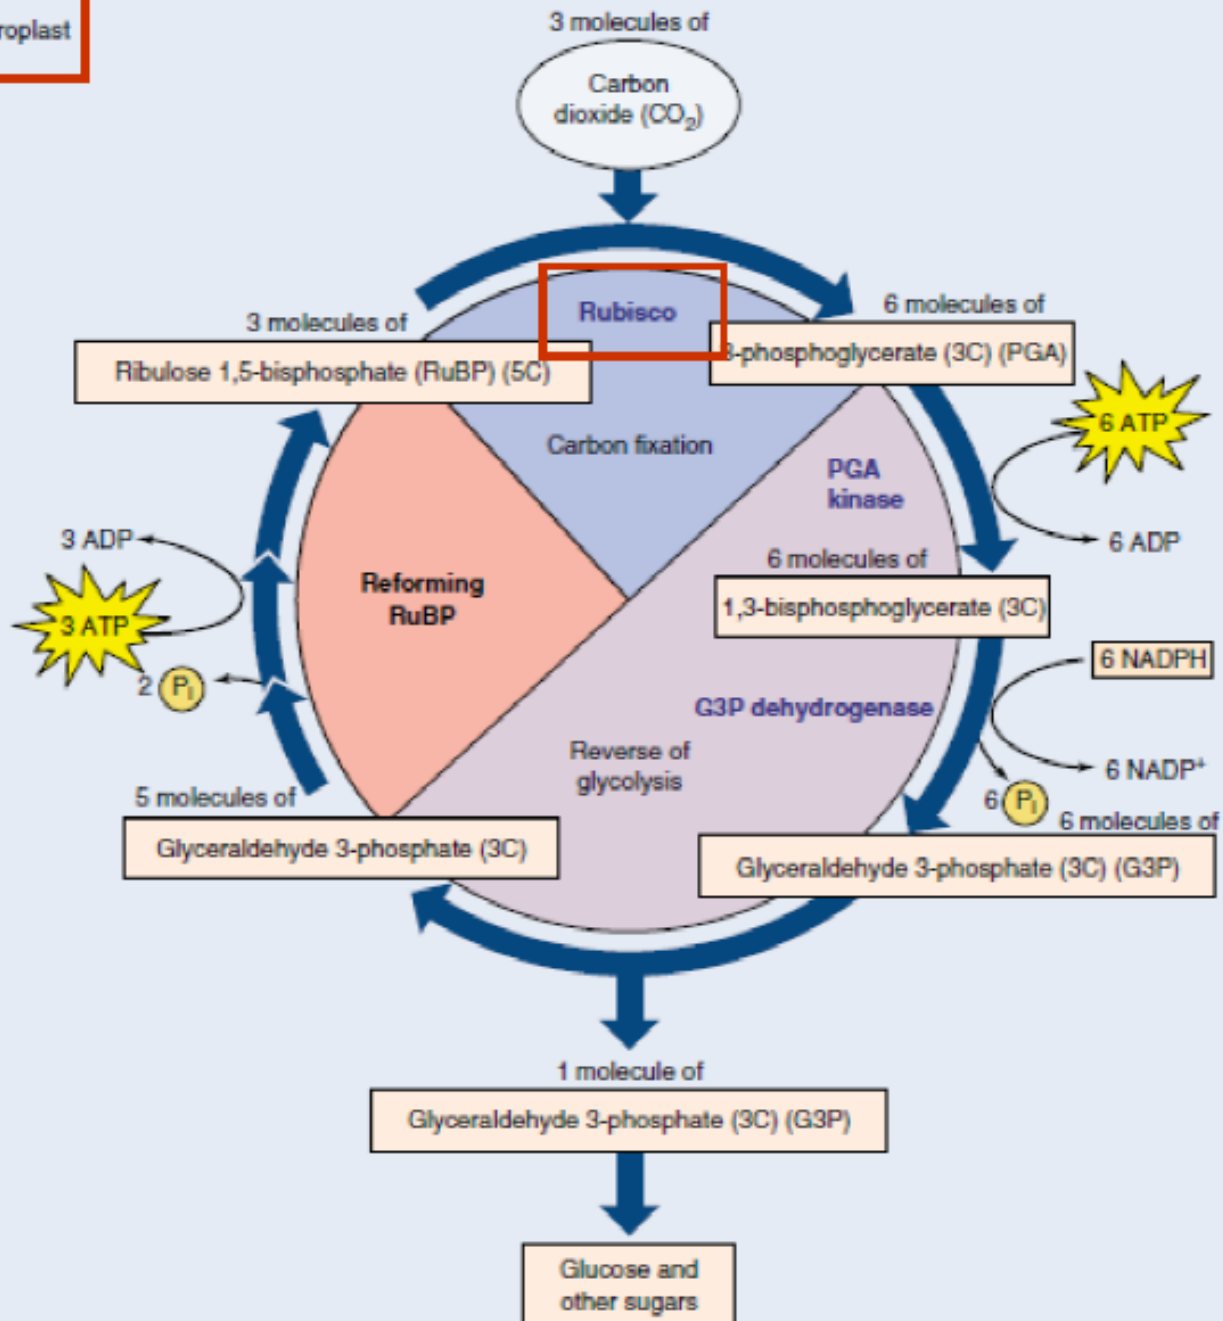 roplast
3 molecules of
Carbon
dioxide (CO₂)
Rubisco
3 molecules of
Ribulose 1,5-bisphosphate (RuBP) (5C)
6 molecules of
3-phosphoglycerate (3C) (PGA)
Carbon fixation
6 ATP
PGA
kinase
6 ADP
6 molecules of
1,3-bisphosphoglycerate (3C)
3 ADP
3 ATP
2 Pᵢ
Reforming
RuBP
6 NADPH
G3P dehydrogenase
Reverse of
glycolysis
6 NADP⁺
6 Pᵢ
5 molecules of
Glyceraldehyde 3-phosphate (3C)
6 molecules of
Glyceraldehyde 3-phosphate (3C) (G3P)
1 molecule of
Glyceraldehyde 3-phosphate (3C) (G3P)
Glucose and
other sugars